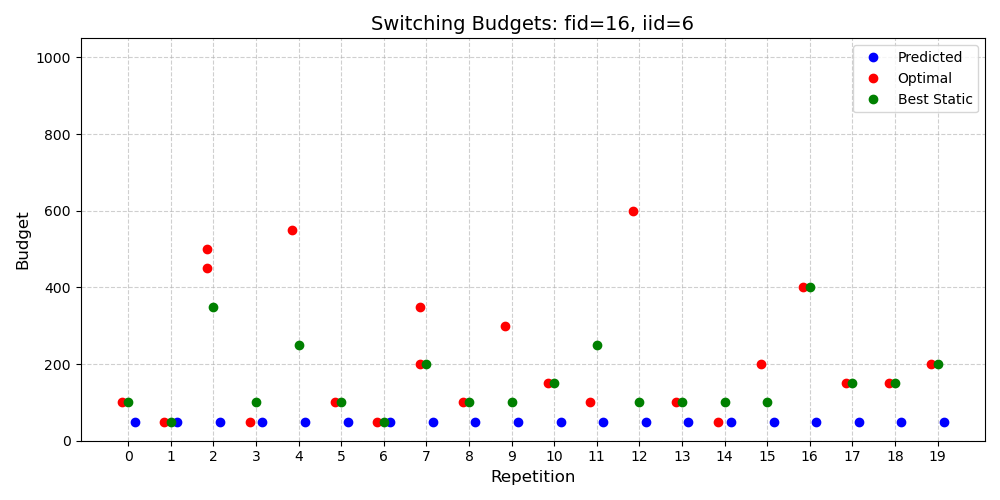 Switching Budgets: fid=16, iid=6
Predicted
Optimal
Best Static
1000
800
600
400
200
0
Budget
0 1 2 3 4 5 6 7 8 9 10 11 12 13 14 15 16 17 18 19
Repetition